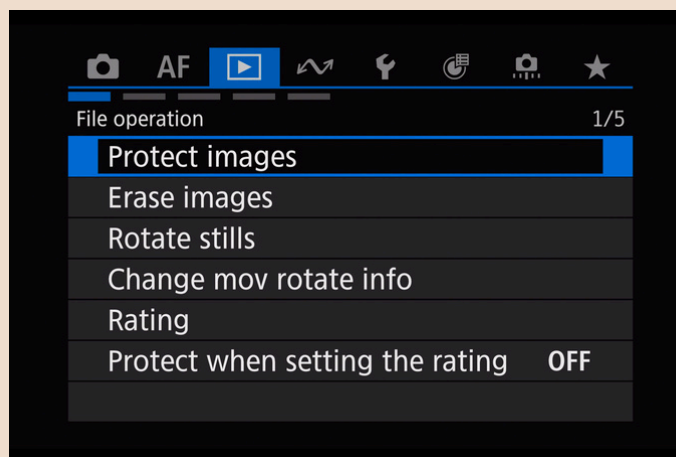 AF
File operation 1/5
Protect images
Erase images
Rotate stills
Change mov rotate info
Rating
Protect when setting the rating OFF